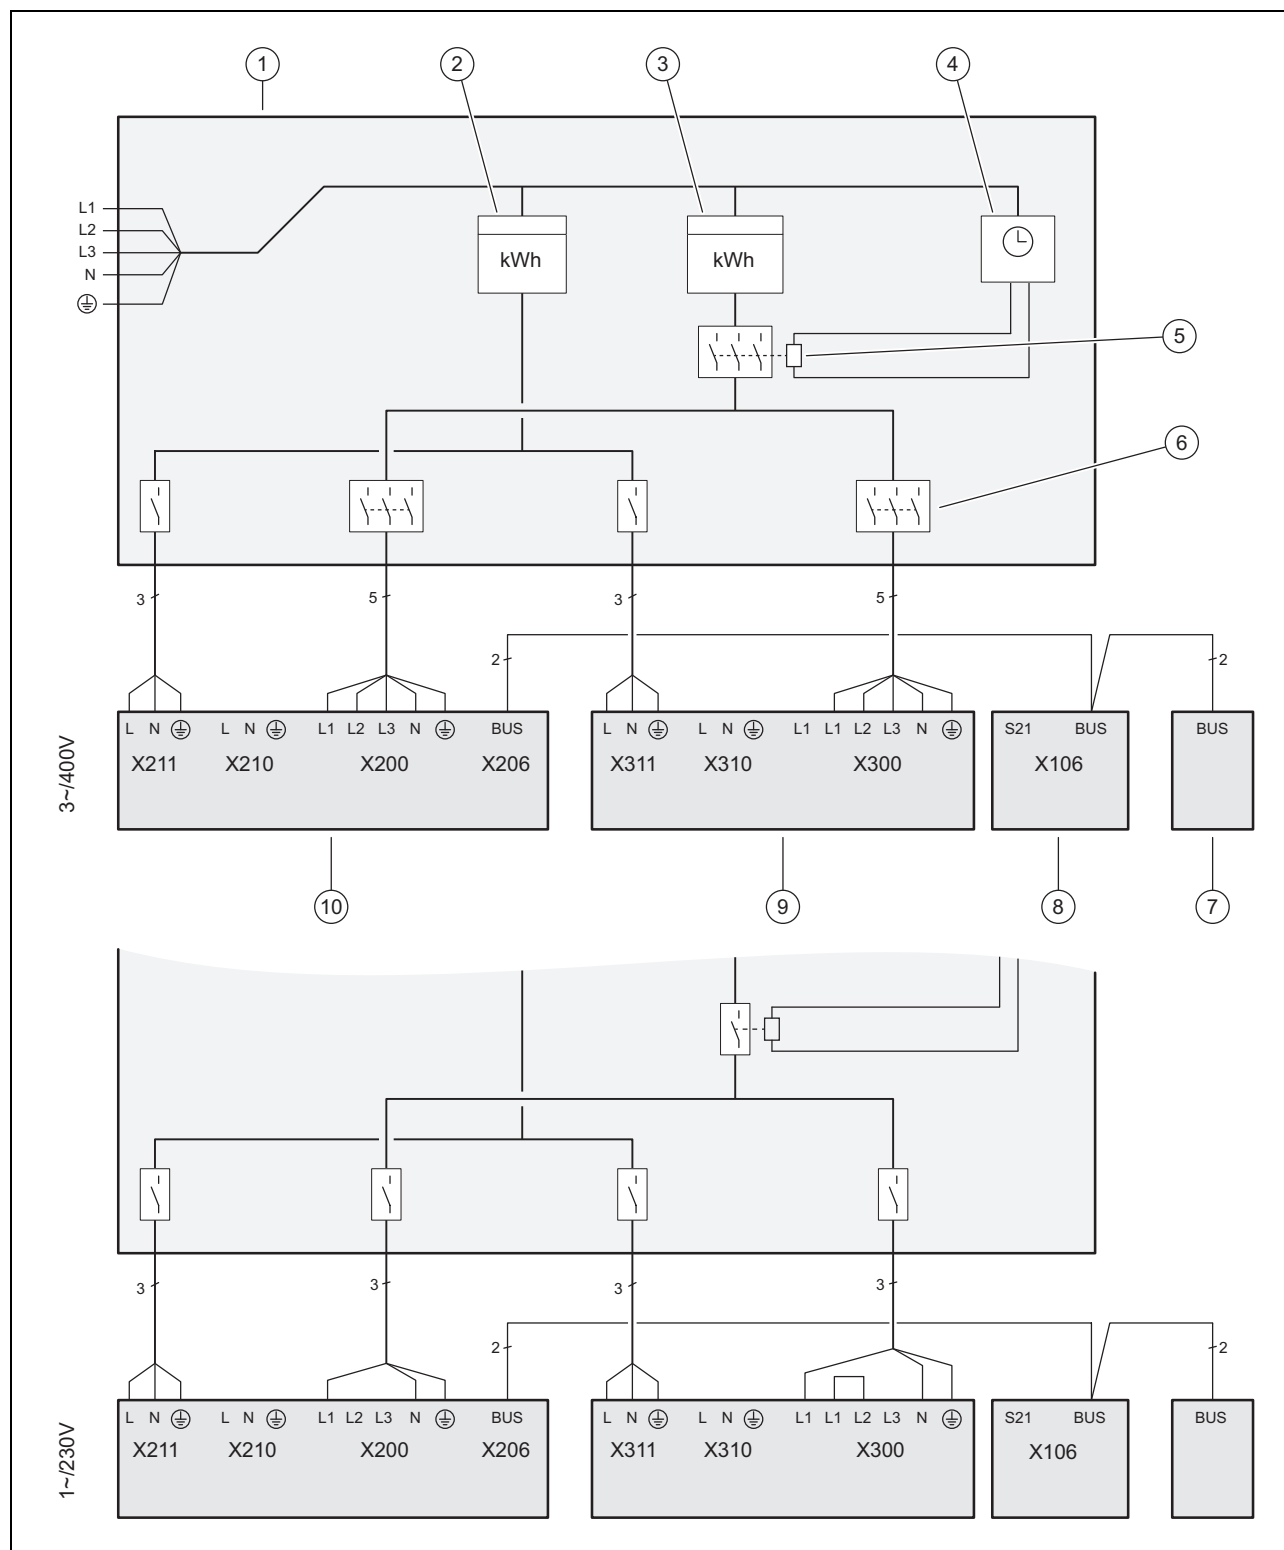 1 2 3 4
L1
L2
L3
N
kWh kWh
5
6
3 5 3 5
2 2
L N L N L1 L2 L3 N BUS L N L N L1 L1 L2 L3 N S21 BUS BUS
X211 X210 X200 X206 X311 X310 X300 X106
3~/400V
10 9 8 7
3 3 3 3
2 2
L N L N L1 L2 L3 N BUS L N L N L1 L1 L2 L3 N S21 BUS BUS
X211 X210 X200 X206 X311 X310 X300 X106
1~/230V